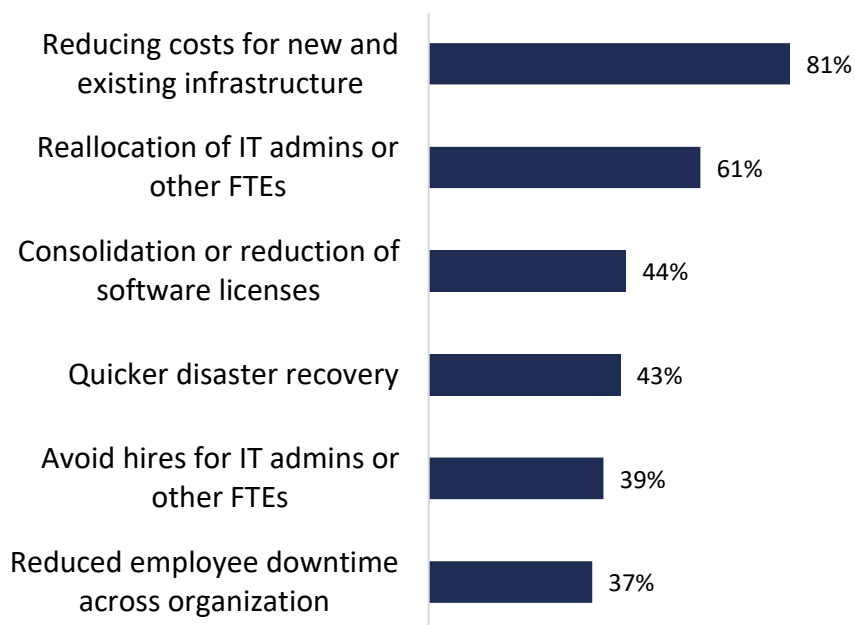 Reducing costs for new and
existing infrastructure
81%
Reallocation of IT admins or
other FTEs
61%
Consolidation or reduction of
software licenses
44%
Quicker disaster recovery
43%
Avoid hires for IT admins or
other FTEs
39%
Reduced employee downtime
across organization
37%